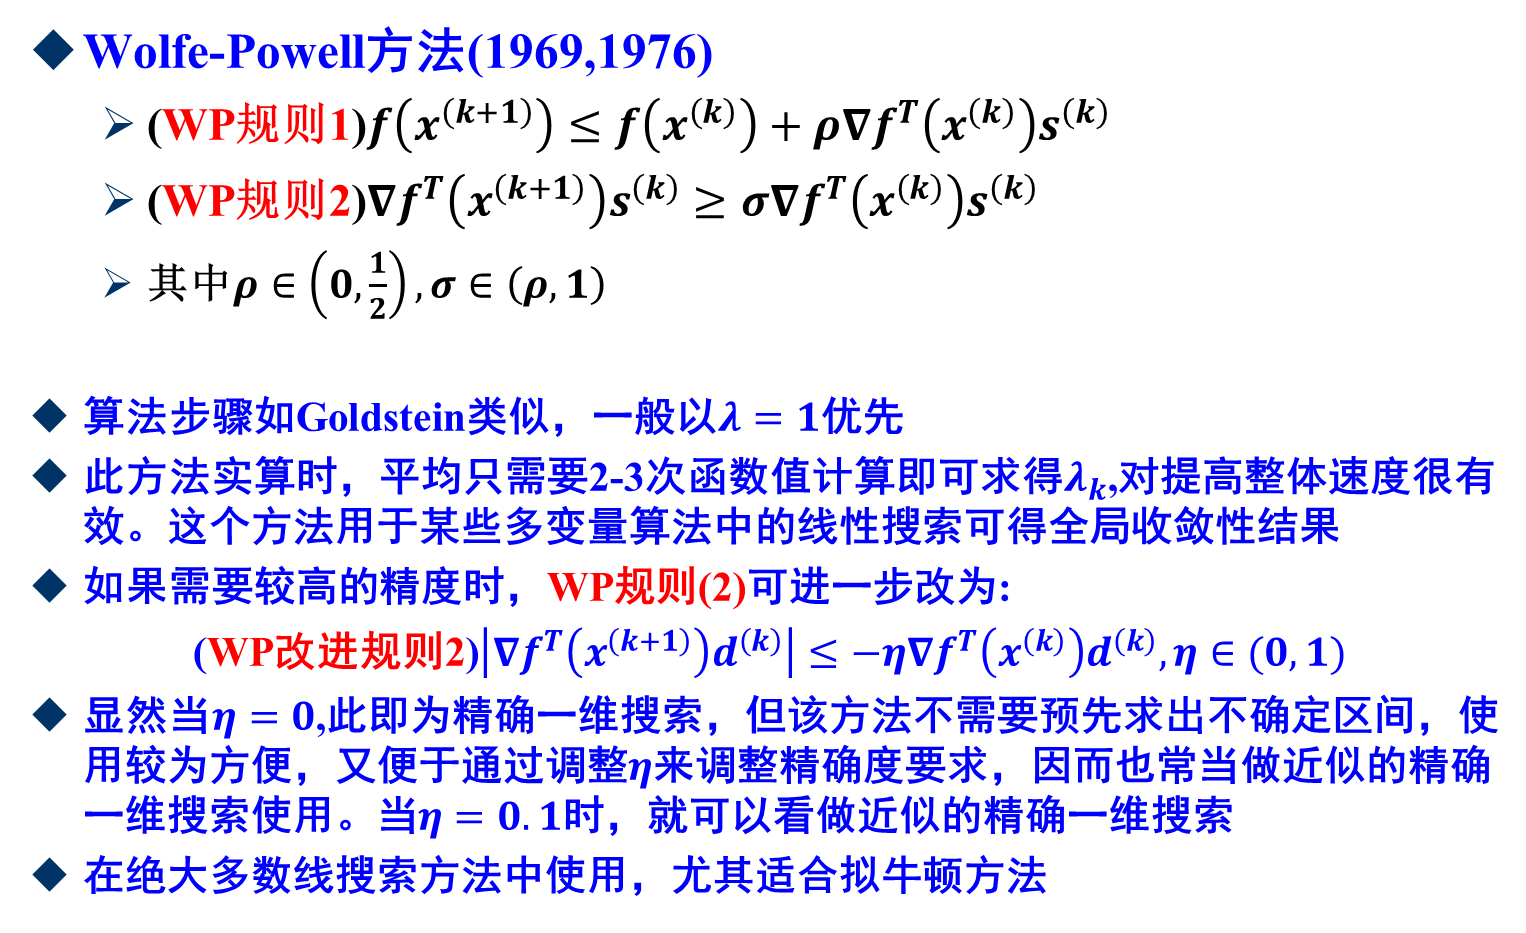 ◆ Wolfe-Powell方法(1969,1976)
➢ (WP规则1)f(x^(k+1)) ≤ f(x^(k)) + ρ∇f^T(x^(k))s^(k)
➢ (WP规则2)∇f^T(x^(k+1))s^(k) ≥ σ∇f^T(x^(k))s^(k)
➢ 其中ρ ∈ (0,1/2),σ ∈ (ρ,1)
◆ 算法步骤如Goldstein类似，一般以λ = 1优先
◆ 此方法实算时，平均只需要2-3次函数值计算即可求得λ_k,对提高整体速度很有
效。这个方法用于某些多变量算法中的线性搜索可得全局收敛性结果
◆ 如果需要较高的精度时，WP规则(2)可进一步改为:
(WP改进规则2)|∇f^T(x^(k+1))d^(k)| ≤ −η∇f^T(x^(k))d^(k),η ∈ (0,1)
◆ 显然当η = 0,此即为精确一维搜索，但该方法不需要预先求出不确定区间，使
用较为方便，又便于通过调整η来调整精确度要求，因而也常当做近似的精确
一维搜索使用。当η = 0.1时，就可以看做近似的精确一维搜索
◆ 在绝大多数线搜索方法中使用，尤其适合拟牛顿方法